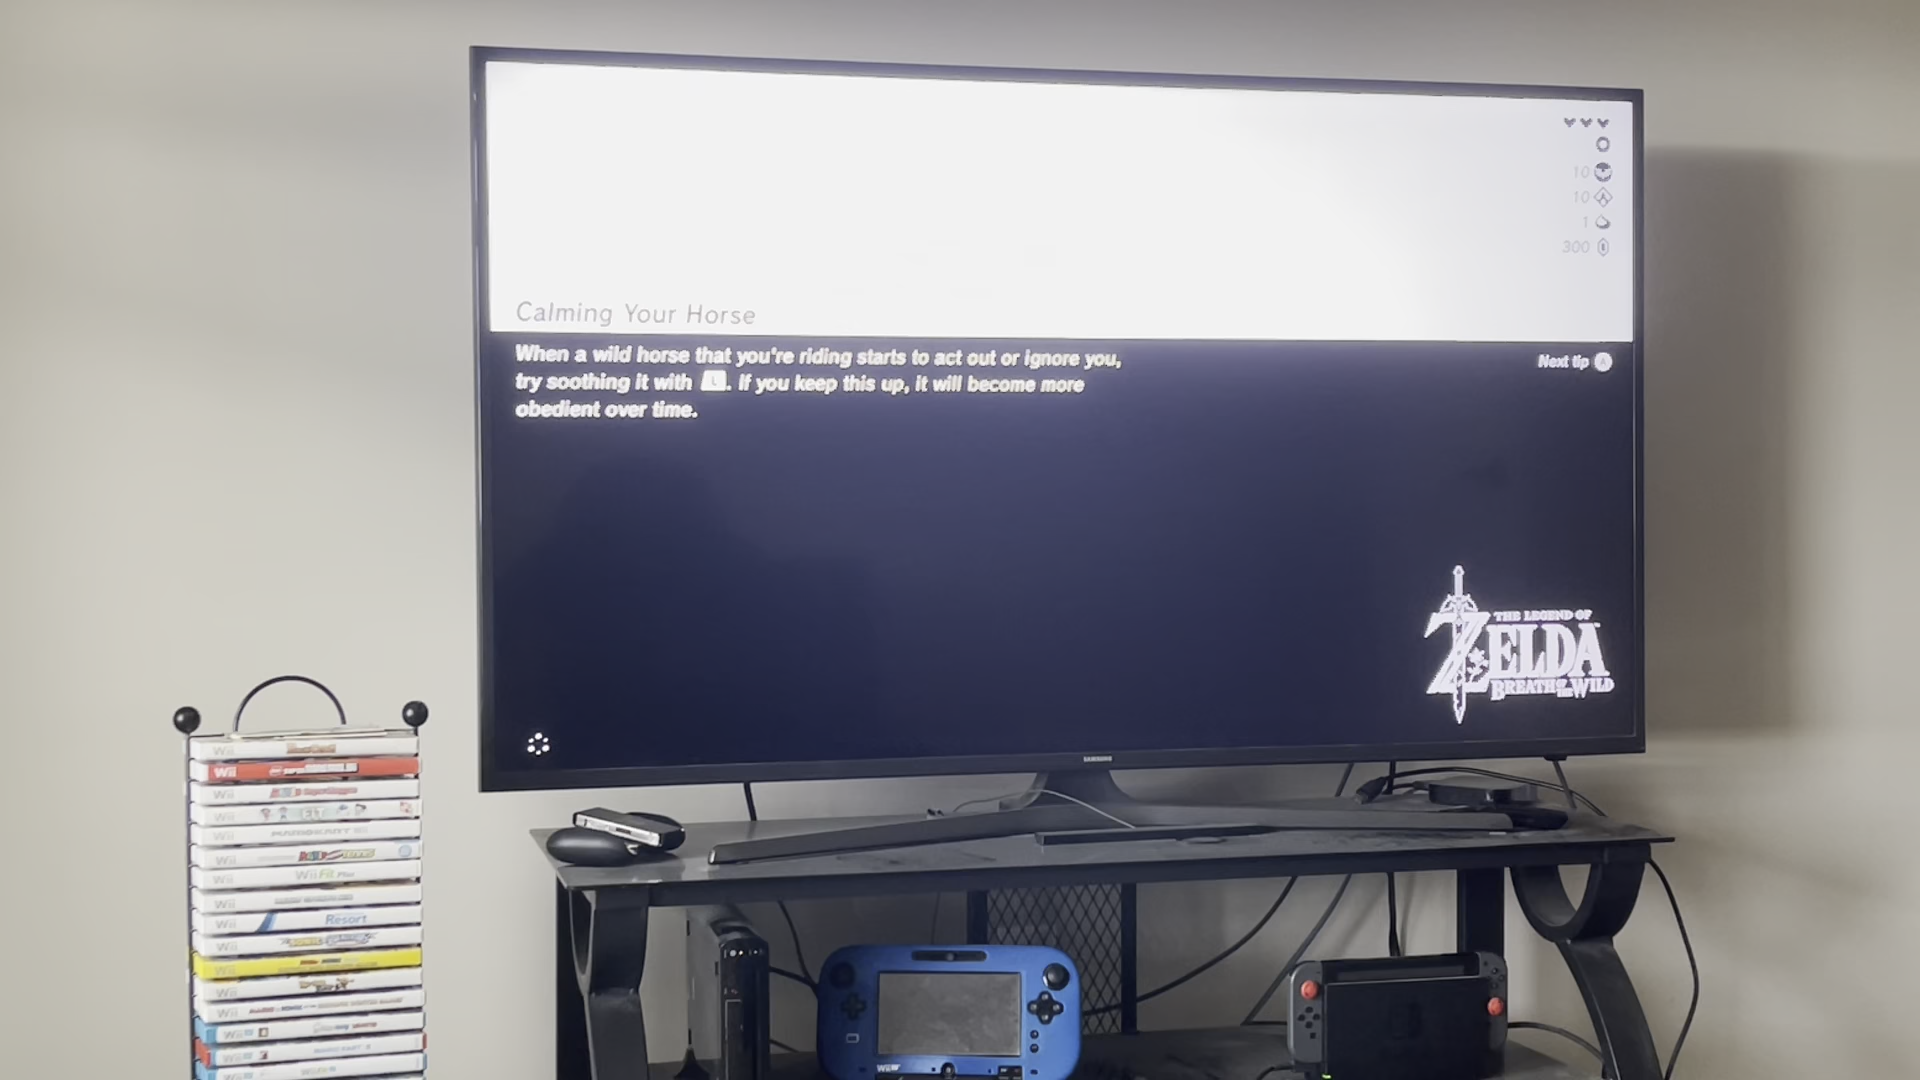 10
10
1
300
Calming Your Horse
When a wild horse that you're riding starts to act out or ignore you,
try soothing it with L. If you keep this up, it will become more
obedient over time.
Next tip A
THE LEGEND OF
ZELDA
BREATH OF THE WILD
SAMSUNG
Wii
Wii
Wii
Wii
Wii
Wii
Wii Wii Fit Plus
Wii
Wii Resort
Wii
Wii
Wii
Wii
Wii U
Wii U
Wii U
Wii U